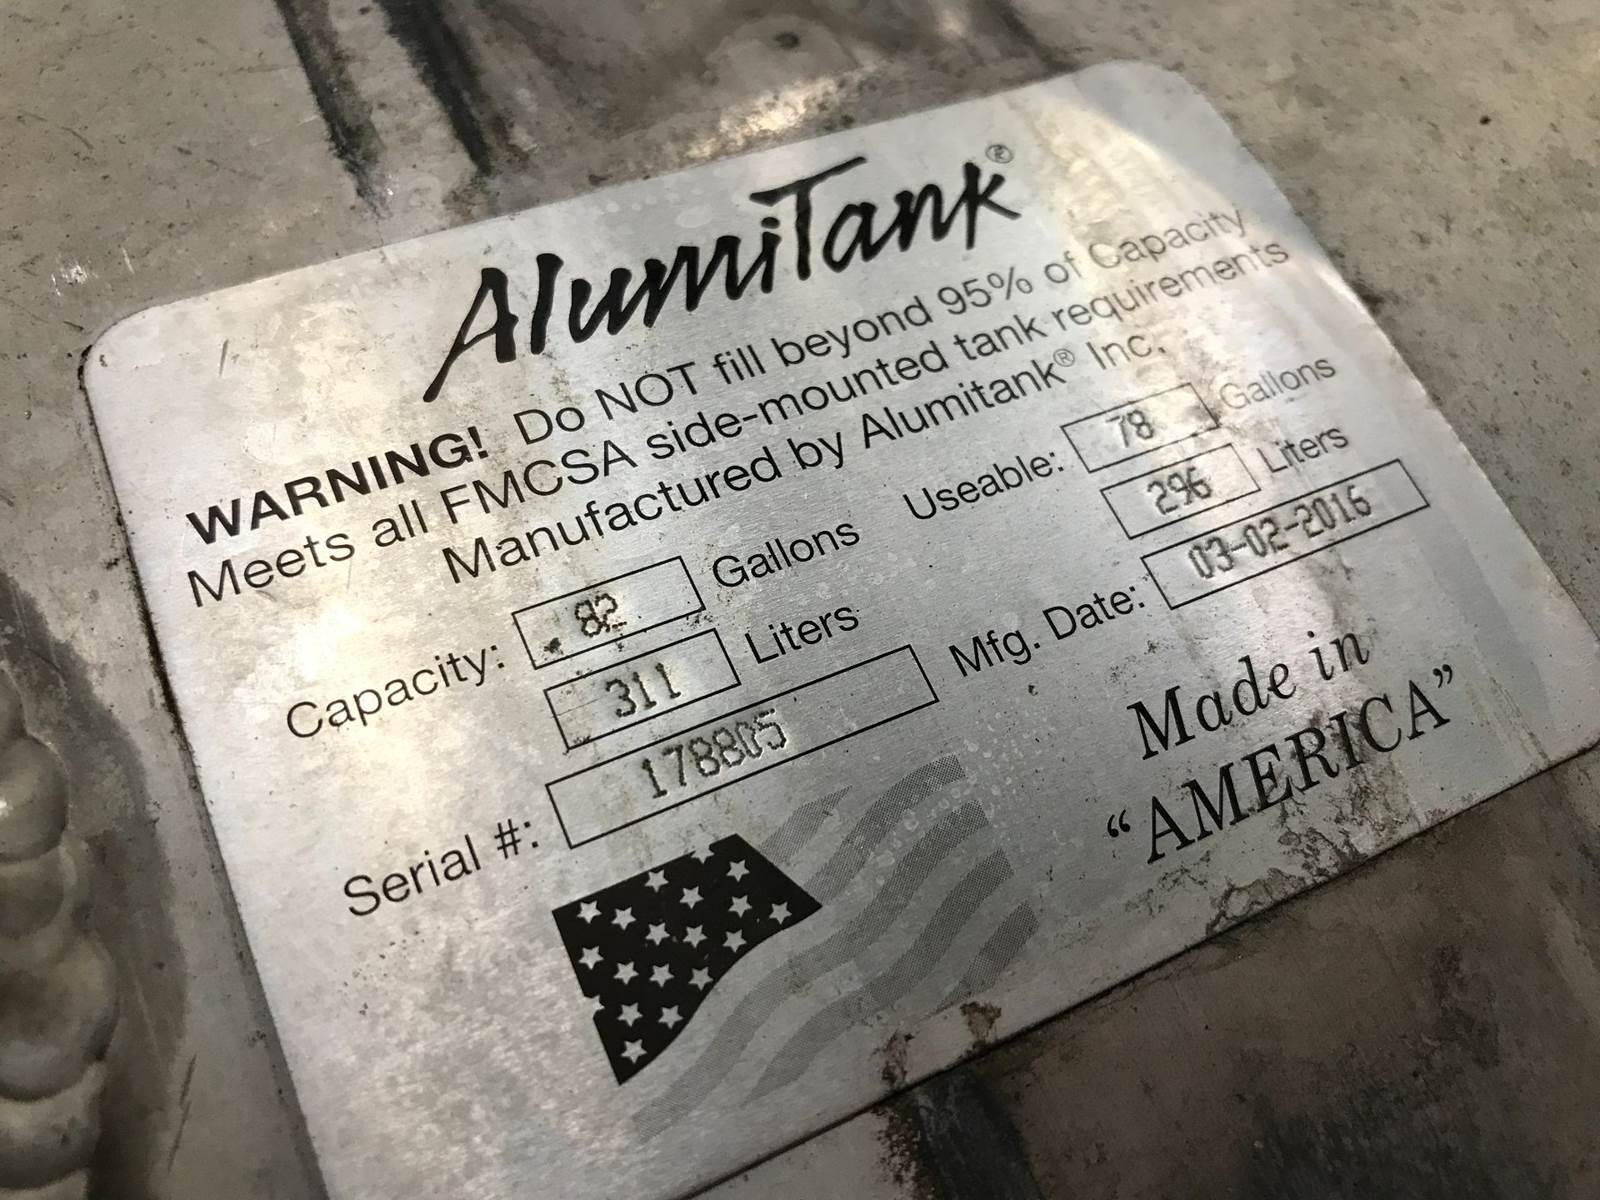 AlumiTank®
WARNING! Do NOT fill beyond 95% of Capacity
Meets all FMCSA side-mounted tank requirements
Manufactured by Alumitank® Inc.
Capacity: 82 Gallons Useable: 78 Gallons
311 Liters 296 Liters
Serial #: 178805 Mfg. Date: 03-02-2016
Made in
“AMERICA”